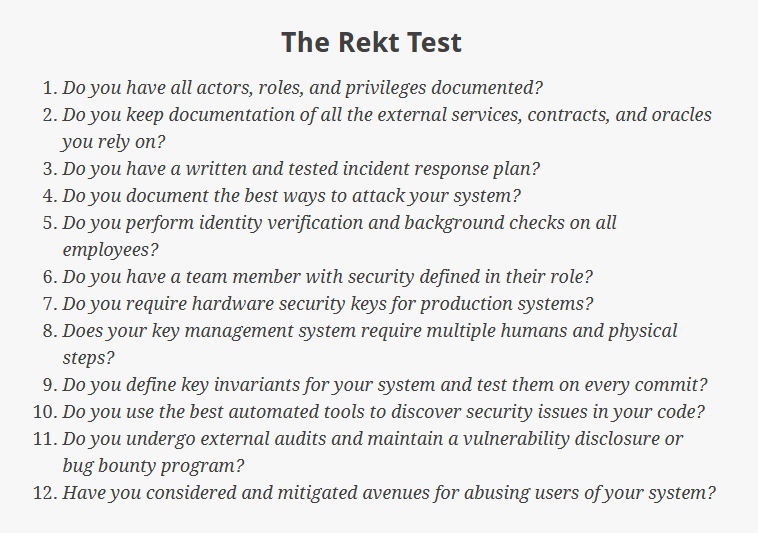 The Rekt Test
1. Do you have all actors, roles, and privileges documented?
2. Do you keep documentation of all the external services, contracts, and oracles
you rely on?
3. Do you have a written and tested incident response plan?
4. Do you document the best ways to attack your system?
5. Do you perform identity verification and background checks on all
employees?
6. Do you have a team member with security defined in their role?
7. Do you require hardware security keys for production systems?
8. Does your key management system require multiple humans and physical
steps?
9. Do you define key invariants for your system and test them on every commit?
10. Do you use the best automated tools to discover security issues in your code?
11. Do you undergo external audits and maintain a vulnerability disclosure or
bug bounty program?
12. Have you considered and mitigated avenues for abusing users of your system?